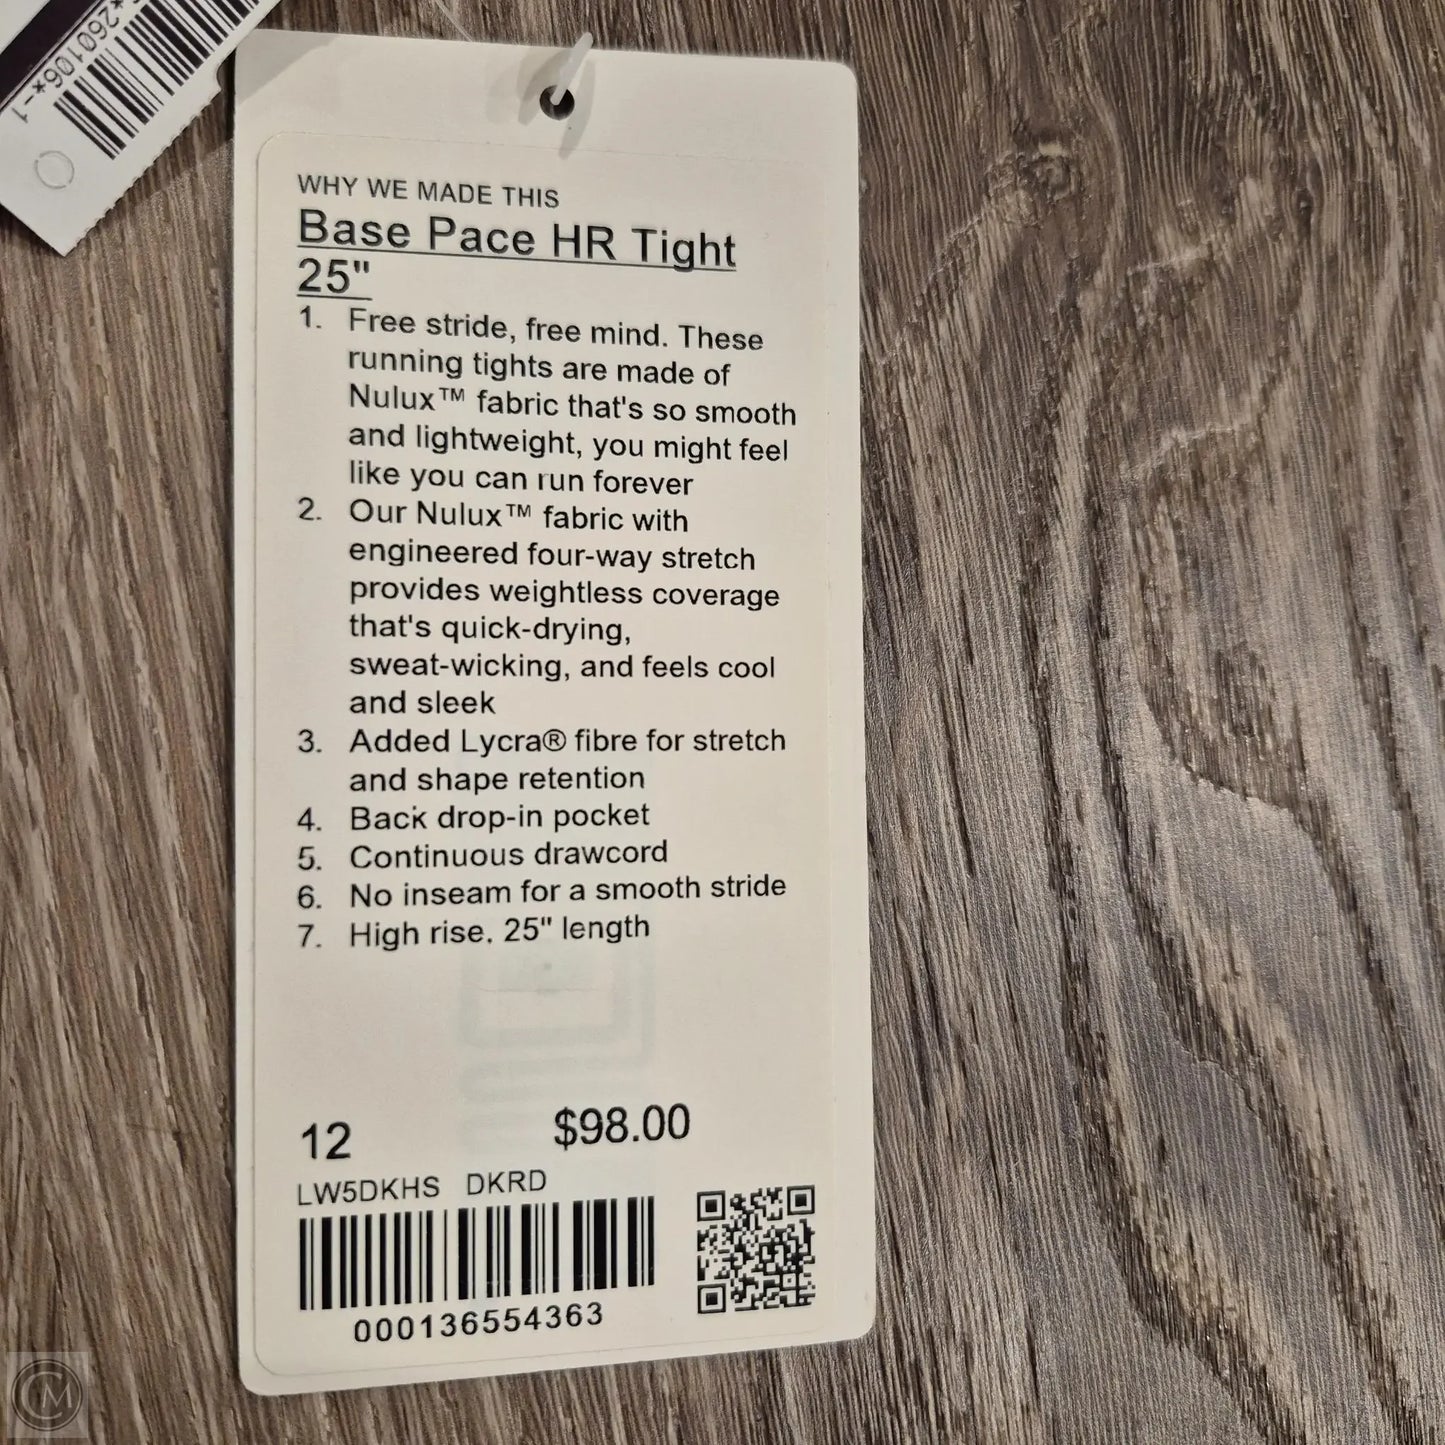 *260106*-1
WHY WE MADE THIS
Base Pace HR Tight
25"
1. Free stride, free mind. These
running tights are made of
Nulux™ fabric that's so smooth
and lightweight, you might feel
like you can run forever
2. Our Nulux™ fabric with
engineered four-way stretch
provides weightless coverage
that's quick-drying,
sweat-wicking, and feels cool
and sleek
3. Added Lycra® fibre for stretch
and shape retention
4. Back drop-in pocket
5. Continuous drawcord
6. No inseam for a smooth stride
7. High rise. 25" length
12 $98.00
LW5DKHS DKRD
000136554363
CM